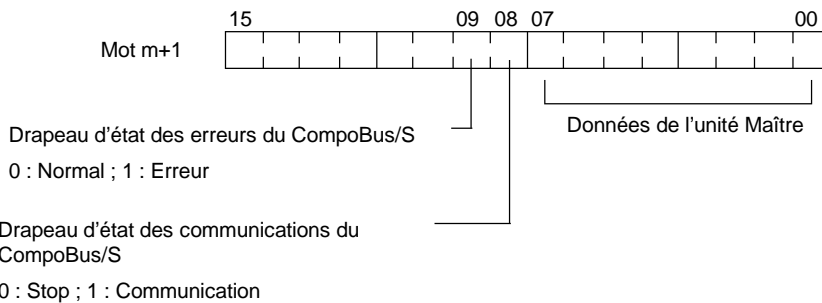 15 09 08 07 00
Mot m+1
Drapeau d'état des erreurs du CompoBus/S
Données de l'unité Maître
0 : Normal ; 1 : Erreur
Drapeau d'état des communications du
CompoBus/S
0 : Stop ; 1 : Communication